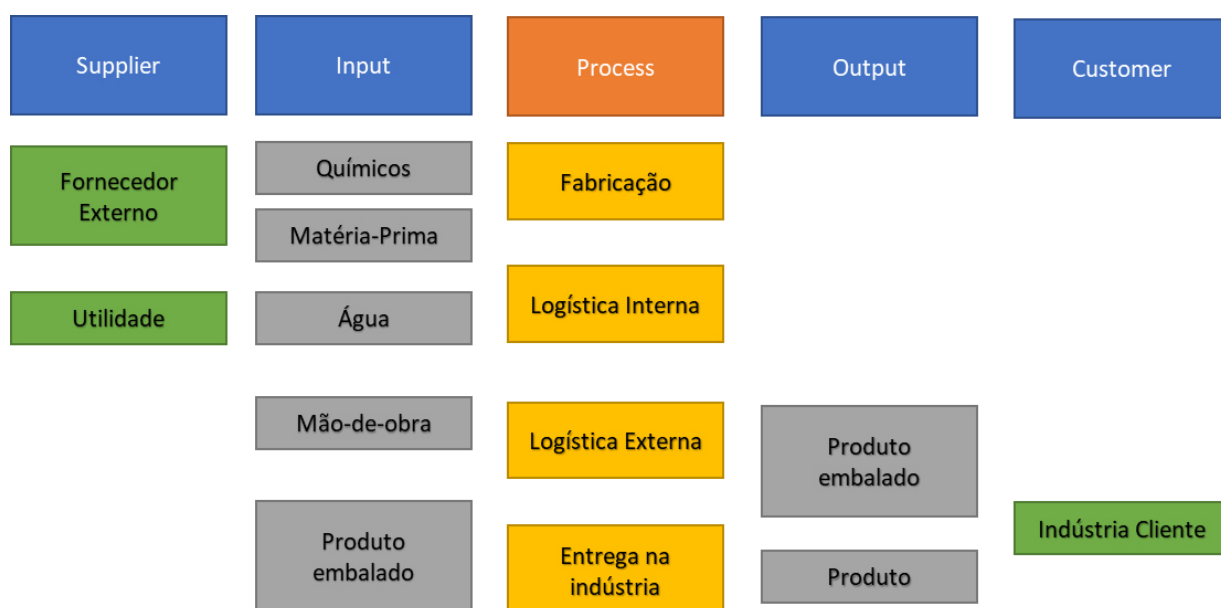 Supplier
Input
Process
Output
Customer
Fornecedor
Externo
Químicos
Fabricação
Matéria-Prima
Utilidade
Água
Logística Interna
Mão-de-obra
Logística Externa
Produto
embalado
Produto
embalado
Entrega na
indústria
Produto
Indústria Cliente